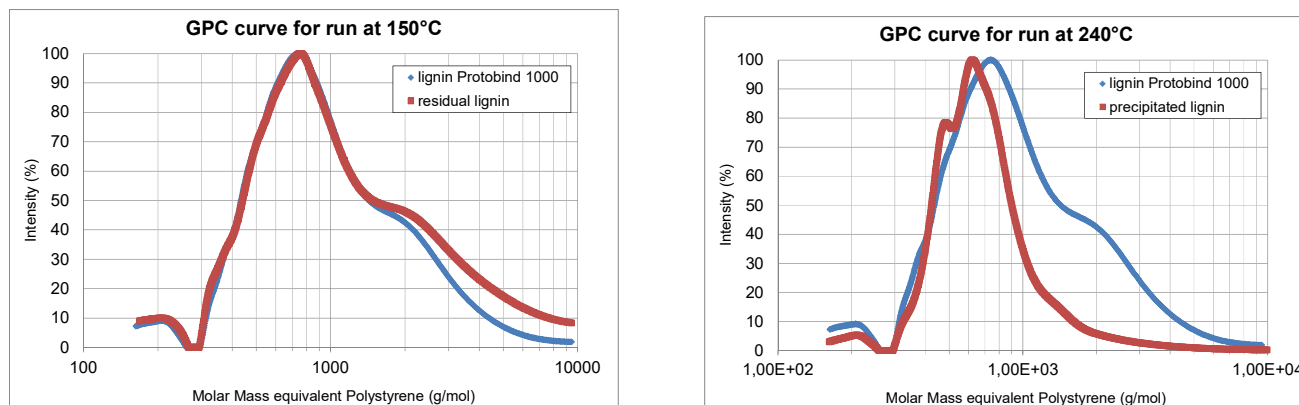 GPC curve for run at 150°C
100
90
80
70
60
50
40
30
20
10
0
Intensity (%)
lignin Protobind 1000
residual lignin
100
1000
10000
Molar Mass equivalent Polystyrene (g/mol)
GPC curve for run at 240°C
100
90
80
70
60
50
40
30
20
10
0
Intensity (%)
lignin Protobind 1000
precipitated lignin
1,00E+02
1,00E+03
1,00E+04
Molar Mass equivalent Polystyrene (g/mol)